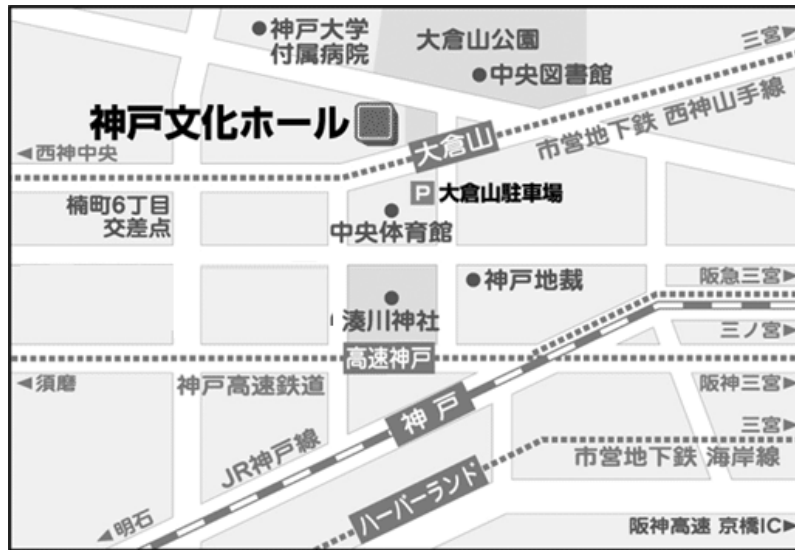 ●神戸大学
付属病院
大倉山公園
三宮▶
●中央図書館
神戸文化ホール
大倉山
市営地下鉄 西神山手線
◀西神中央
P 大倉山駐車場
楠町6丁目
交差点
中央体育館
●神戸地裁
阪急三宮▶
湊川神社
三ノ宮▶
高速神戸
◀須磨
神戸高速鉄道
阪神三宮▶
神戸
三宮▶
JR神戸線
市営地下鉄 海岸線
ハーバーランド
◀明石
阪神高速 京橋IC▶